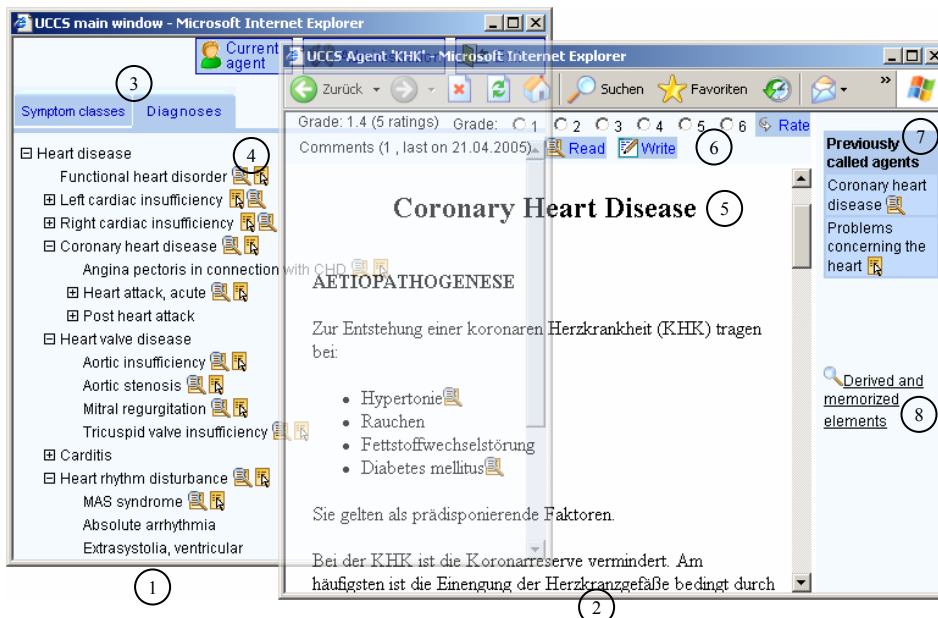 UCCS main window - Microsoft Internet Explorer
Current
agent
3
Symptom classes Diagnoses
4
Heart disease
Functional heart disorder
Left cardiac insufficiency
Right cardiac insufficiency
Coronary heart disease
Angina pectoris in connection with CHD
Heart attack, acute
Post heart attack
Heart valve disease
Aortic insufficiency
Aortic stenosis
Mitral regurgitation
Tricuspid valve insufficiency
Carditis
Heart rhythm disturbance
MAS syndrome
Absolute arrhythmia
Extrasystolia, ventricular
1
UCCS Agent 'KHK' - Microsoft Internet Explorer
Zurück Suchen Favoriten »
Grade: 1.4 (5 ratings) Grade: 1 2 3 4 5 6 Rate
Comments (1 , last on 21.04.2005) Read Write
6
Coronary Heart Disease
5
AETIOPATHOGENESE
Zur Entstehung einer koronaren Herzkrankheit (KHK) tragen
bei:
• Hypertonie
• Rauchen
• Fettstoffwechselstörung
• Diabetes mellitus
Sie gelten als prädisponierende Faktoren.
Bei der KHK ist die Koronarreserve vermindert. Am
häufigsten ist die Einengung der Herzkranzgefäße bedingt durch
2
7
Previously
called agents
Coronary heart
disease
Problems
concerning the
heart
Derived and
memorized
elements
8